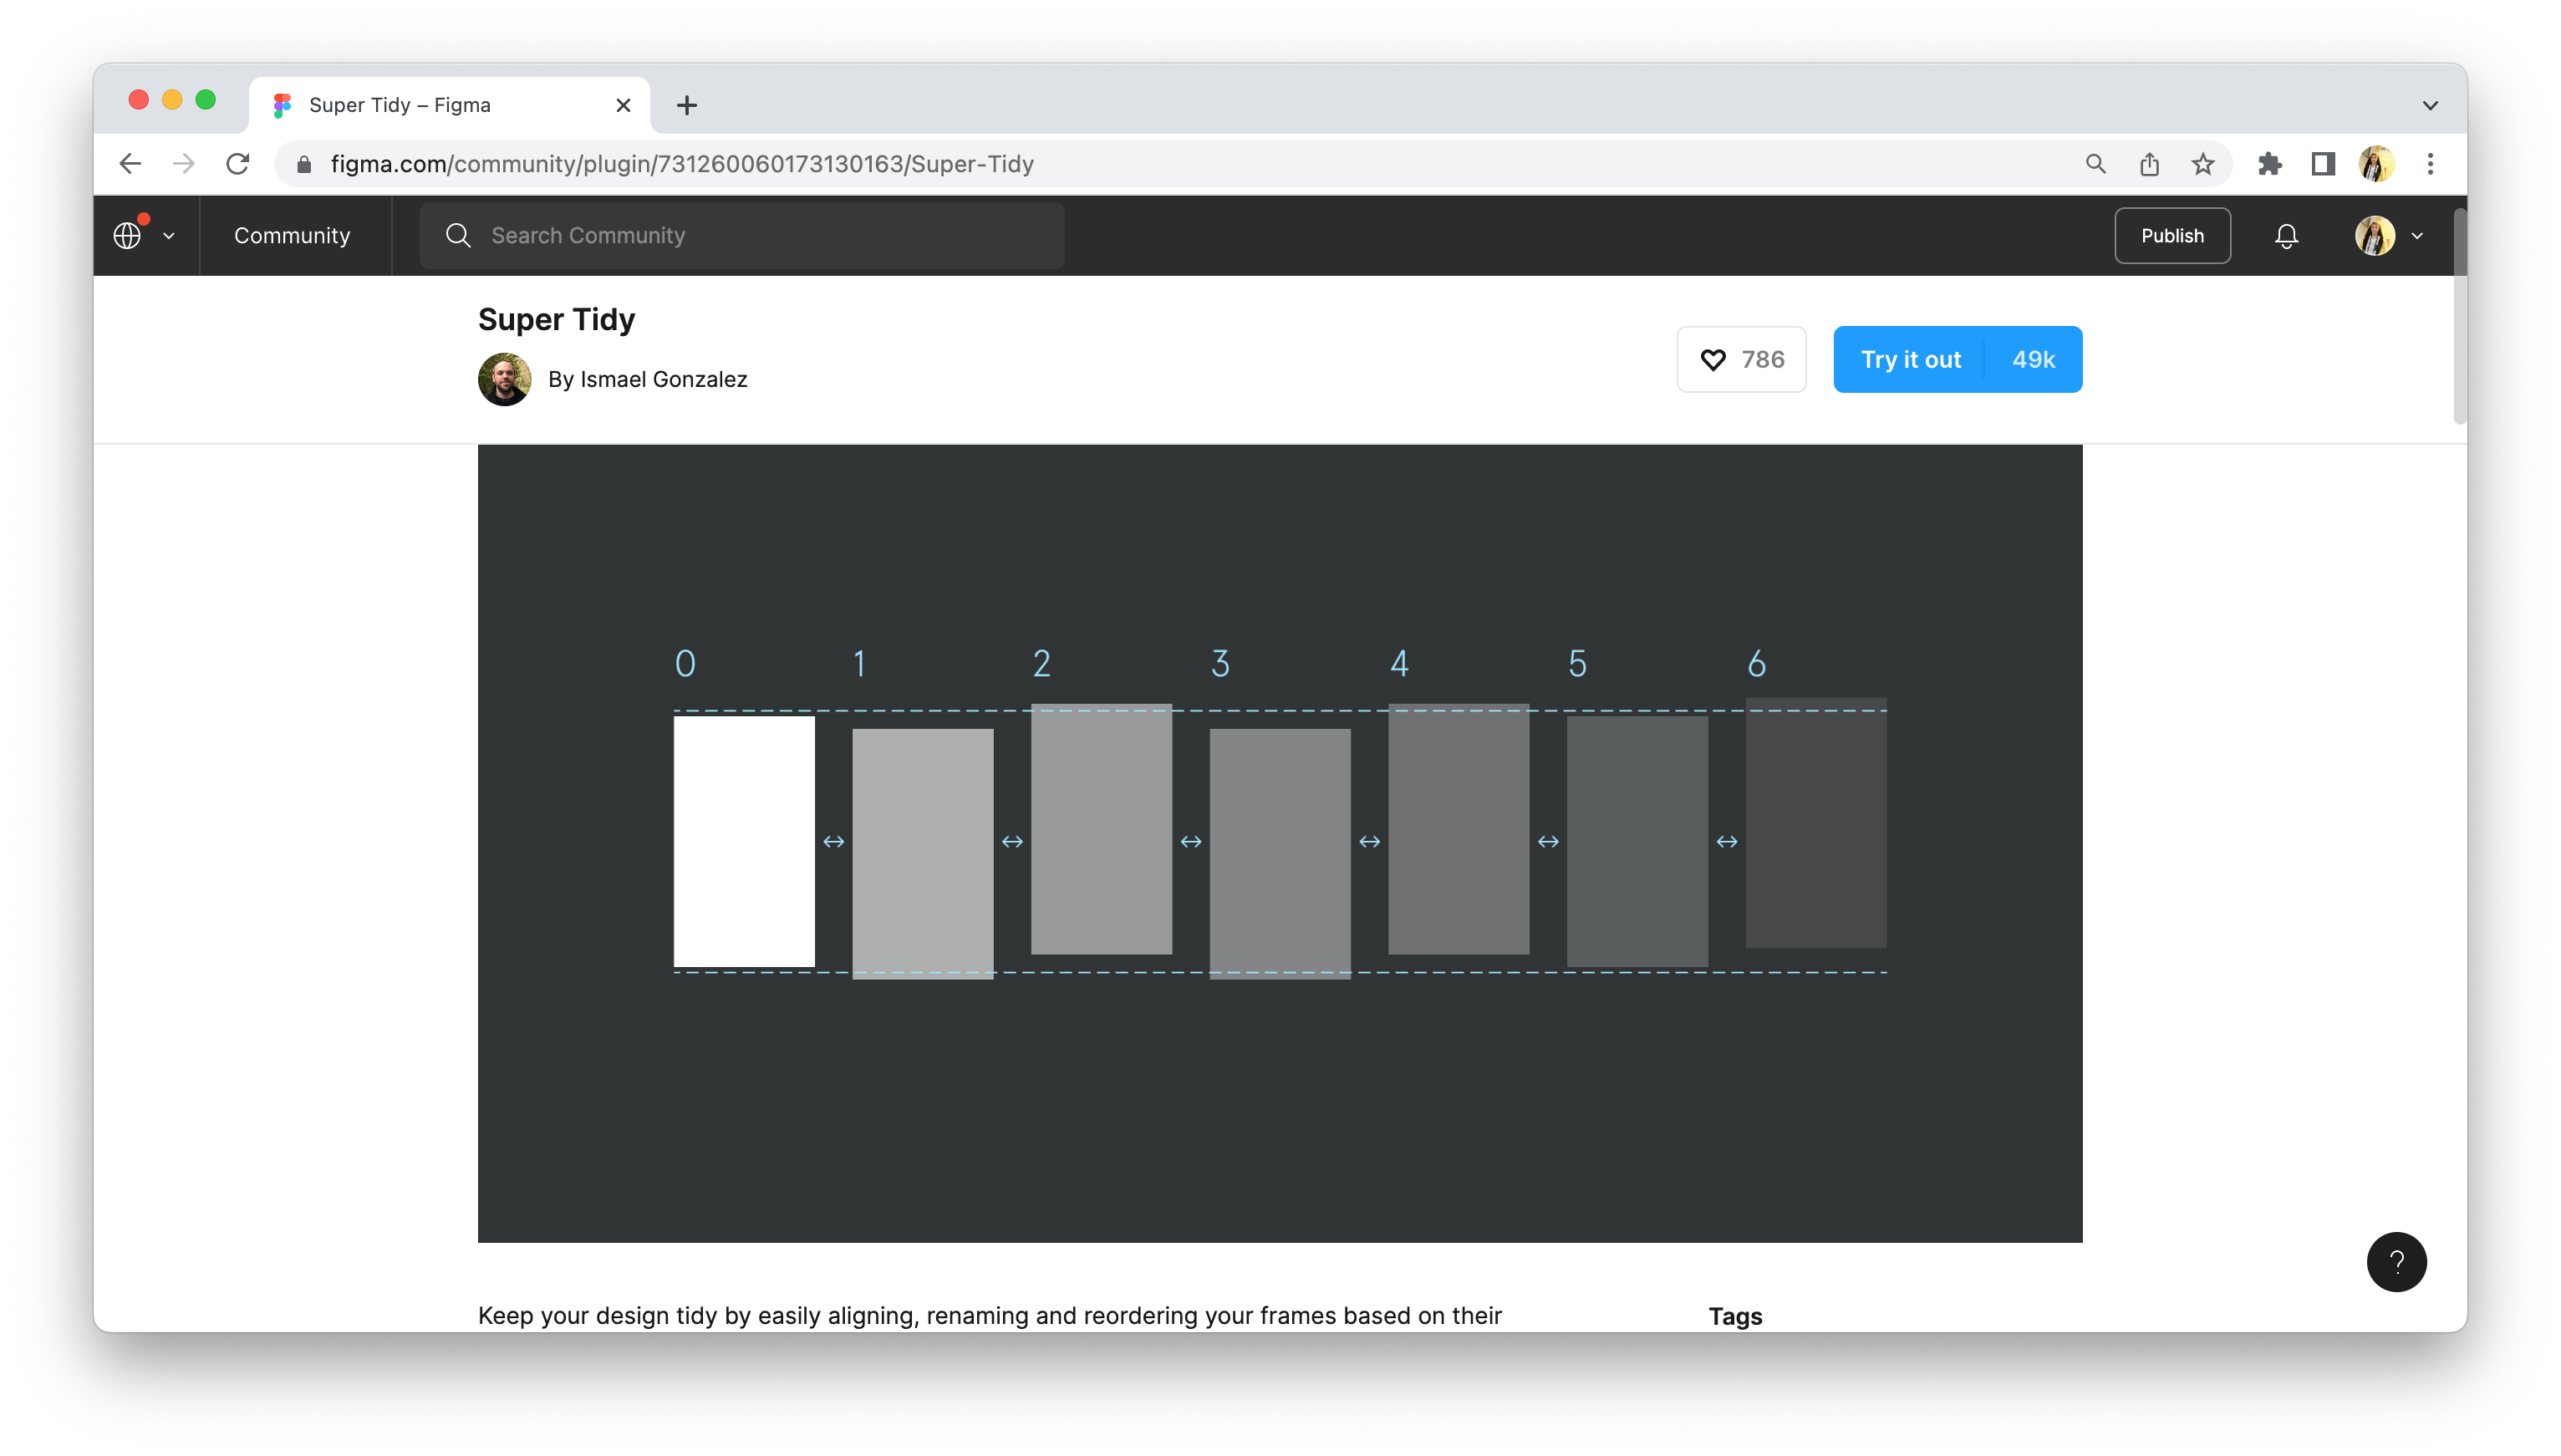 Super Tidy – Figma
figma.com/community/plugin/731260060173130163/Super-Tidy
Community
Search Community
Publish
Super Tidy
By Ismael Gonzalez
786
Try it out 49k
0 1 2 3 4 5 6
?
Keep your design tidy by easily aligning, renaming and reordering your frames based on their
Tags